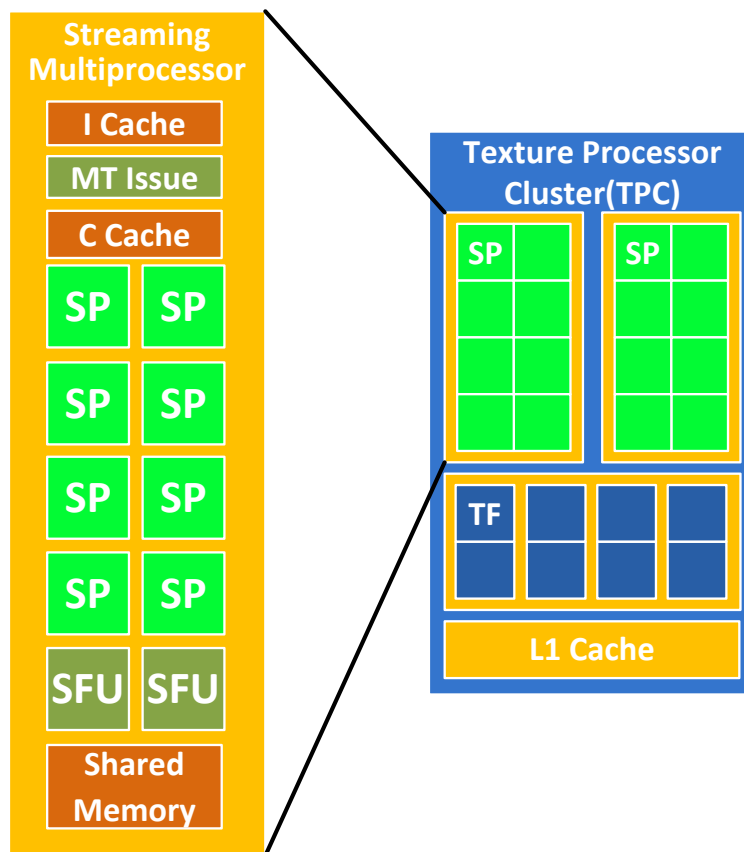 Streaming
Multiprocessor
I Cache
MT Issue
C Cache
SP SP
SP SP
SP SP
SP SP
SFU SFU
Shared
Memory
Texture Processor
Cluster(TPC)
SP SP
TF
L1 Cache